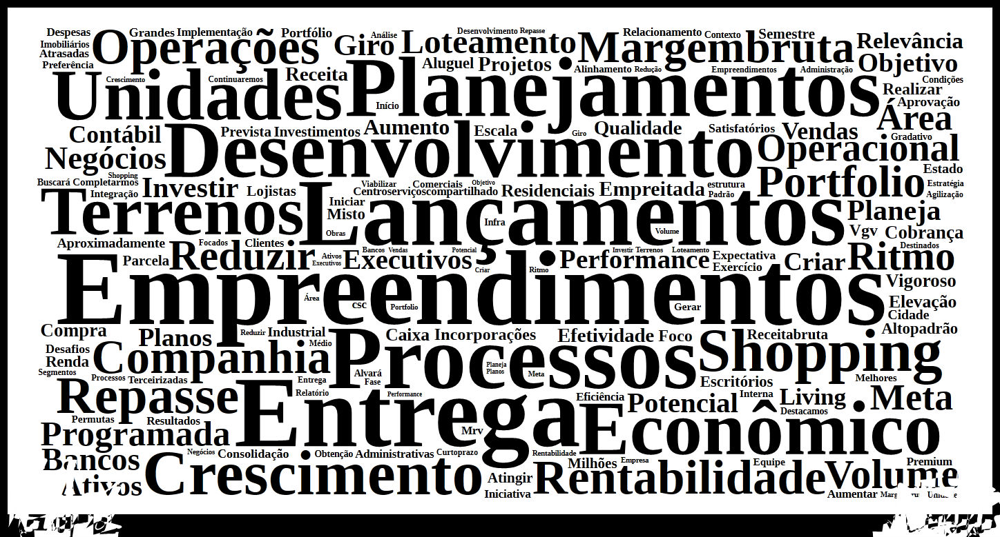 Despesas Operações Grandes Implementação Portfólio Giro Análise Loteamento Desenvolvimento Repasse Margembruta Relacionamento Contexto Semestre Relevância
Imobiliários
Atrasadas
Preferência Aluguel Projetos Alinhamento Redução Empreendimentos Administração Objetivo
Unidades Crescimento Continuaremos Receita Planejamentos Início Condições
Realizar
Aprovação
Área
Contábil Desenvolvimento Prevista Investimentos Aumento Escala Giro Qualidade Satisfatórios Vendas Gradativo
Negócios Operacional
Shopping Estado
Buscará Completarmos Investir Lojistas Viabilizar Comerciais Objetivo Residenciais Empreitada estrutura Portfolio Estratégia
Integração Centroserviçoscompartilhado Padrão Agilização
Terrenos Iniciar Lançamentos Planeja
Misto Infra
Obras Volume Vgv Cobrança
Aproximadamente Reduzir Focados Clientes Bancos Vendas Potencial Investir Terrenos Loteamento Ritmo Destinados
Parcela Ativos Executivos Performance Expectativa Criar
Executivos Criar Ritmo Exercício
Empreendimentos Vigoroso
Área csc Portfolio Gerar Elevação
Cidade
Compra Altopadrão
Planos Reduzir Industrial Caixa Incorporações Efetividade Foco Shopping Receitabruta
Desafios Companhia Médio Processos
Renda Planeja
Segmentos Alvará Planos Meta
Processos Terceirizadas Entrega Fase Escritórios Melhores
Repasse Relatório Entrega Performance Eficiência Potencial Interna Living Meta
Permutas Resultados Econômico Destacamos
Programada Mrv
Bancos Negócios Consolidação Obtenção Administrativas Curtoprazo Rentabilidade
Crescimento Milhões Empresa Equipe Premium
Ativos Atingir Rentabilidade Volume
Iniciativa Aumentar